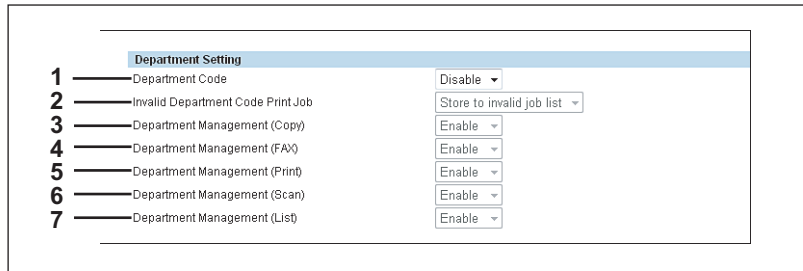 Department Setting
1 Department Code Disable
2 Invalid Department Code Print Job Store to invalid job list
3 Department Management (Copy) Enable
4 Department Management (FAX) Enable
5 Department Management (Print) Enable
6 Department Management (Scan) Enable
7 Department Management (List) Enable